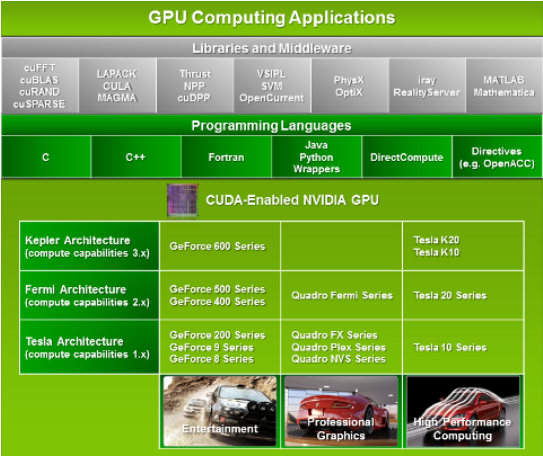 GPU Computing Applications
Libraries and Middleware
cuFFT
cuBLAS
cuRAND
cuSPARSE
LAPACK
CULA
MAGMA
Thrust
NPP
cuDPP
VSIPL
SVM
OpenCurrent
PhysX
OptiX
iray
RealityServer
MATLAB
Mathematica
Programming Languages
C
C++
Fortran
Java
Python
Wrappers
DirectCompute
Directives
(e.g. OpenACC)
CUDA-Enabled NVIDIA GPU
Kepler Architecture
(compute capabilities 3.x)
GeForce 600 Series
Tesla K20
Tesla K10
Fermi Architecture
(compute capabilities 2.x)
GeForce 500 Series
GeForce 400 Series
Quadro Fermi Series
Tesla 20 Series
Tesla Architecture
(compute capabilities 1.x)
GeForce 200 Series
GeForce 9 Series
GeForce 8 Series
Quadro FX Series
Quadro Plex Series
Quadro NVS Series
Tesla 10 Series
Entertainment
Professional
Graphics
High Performance
Computing